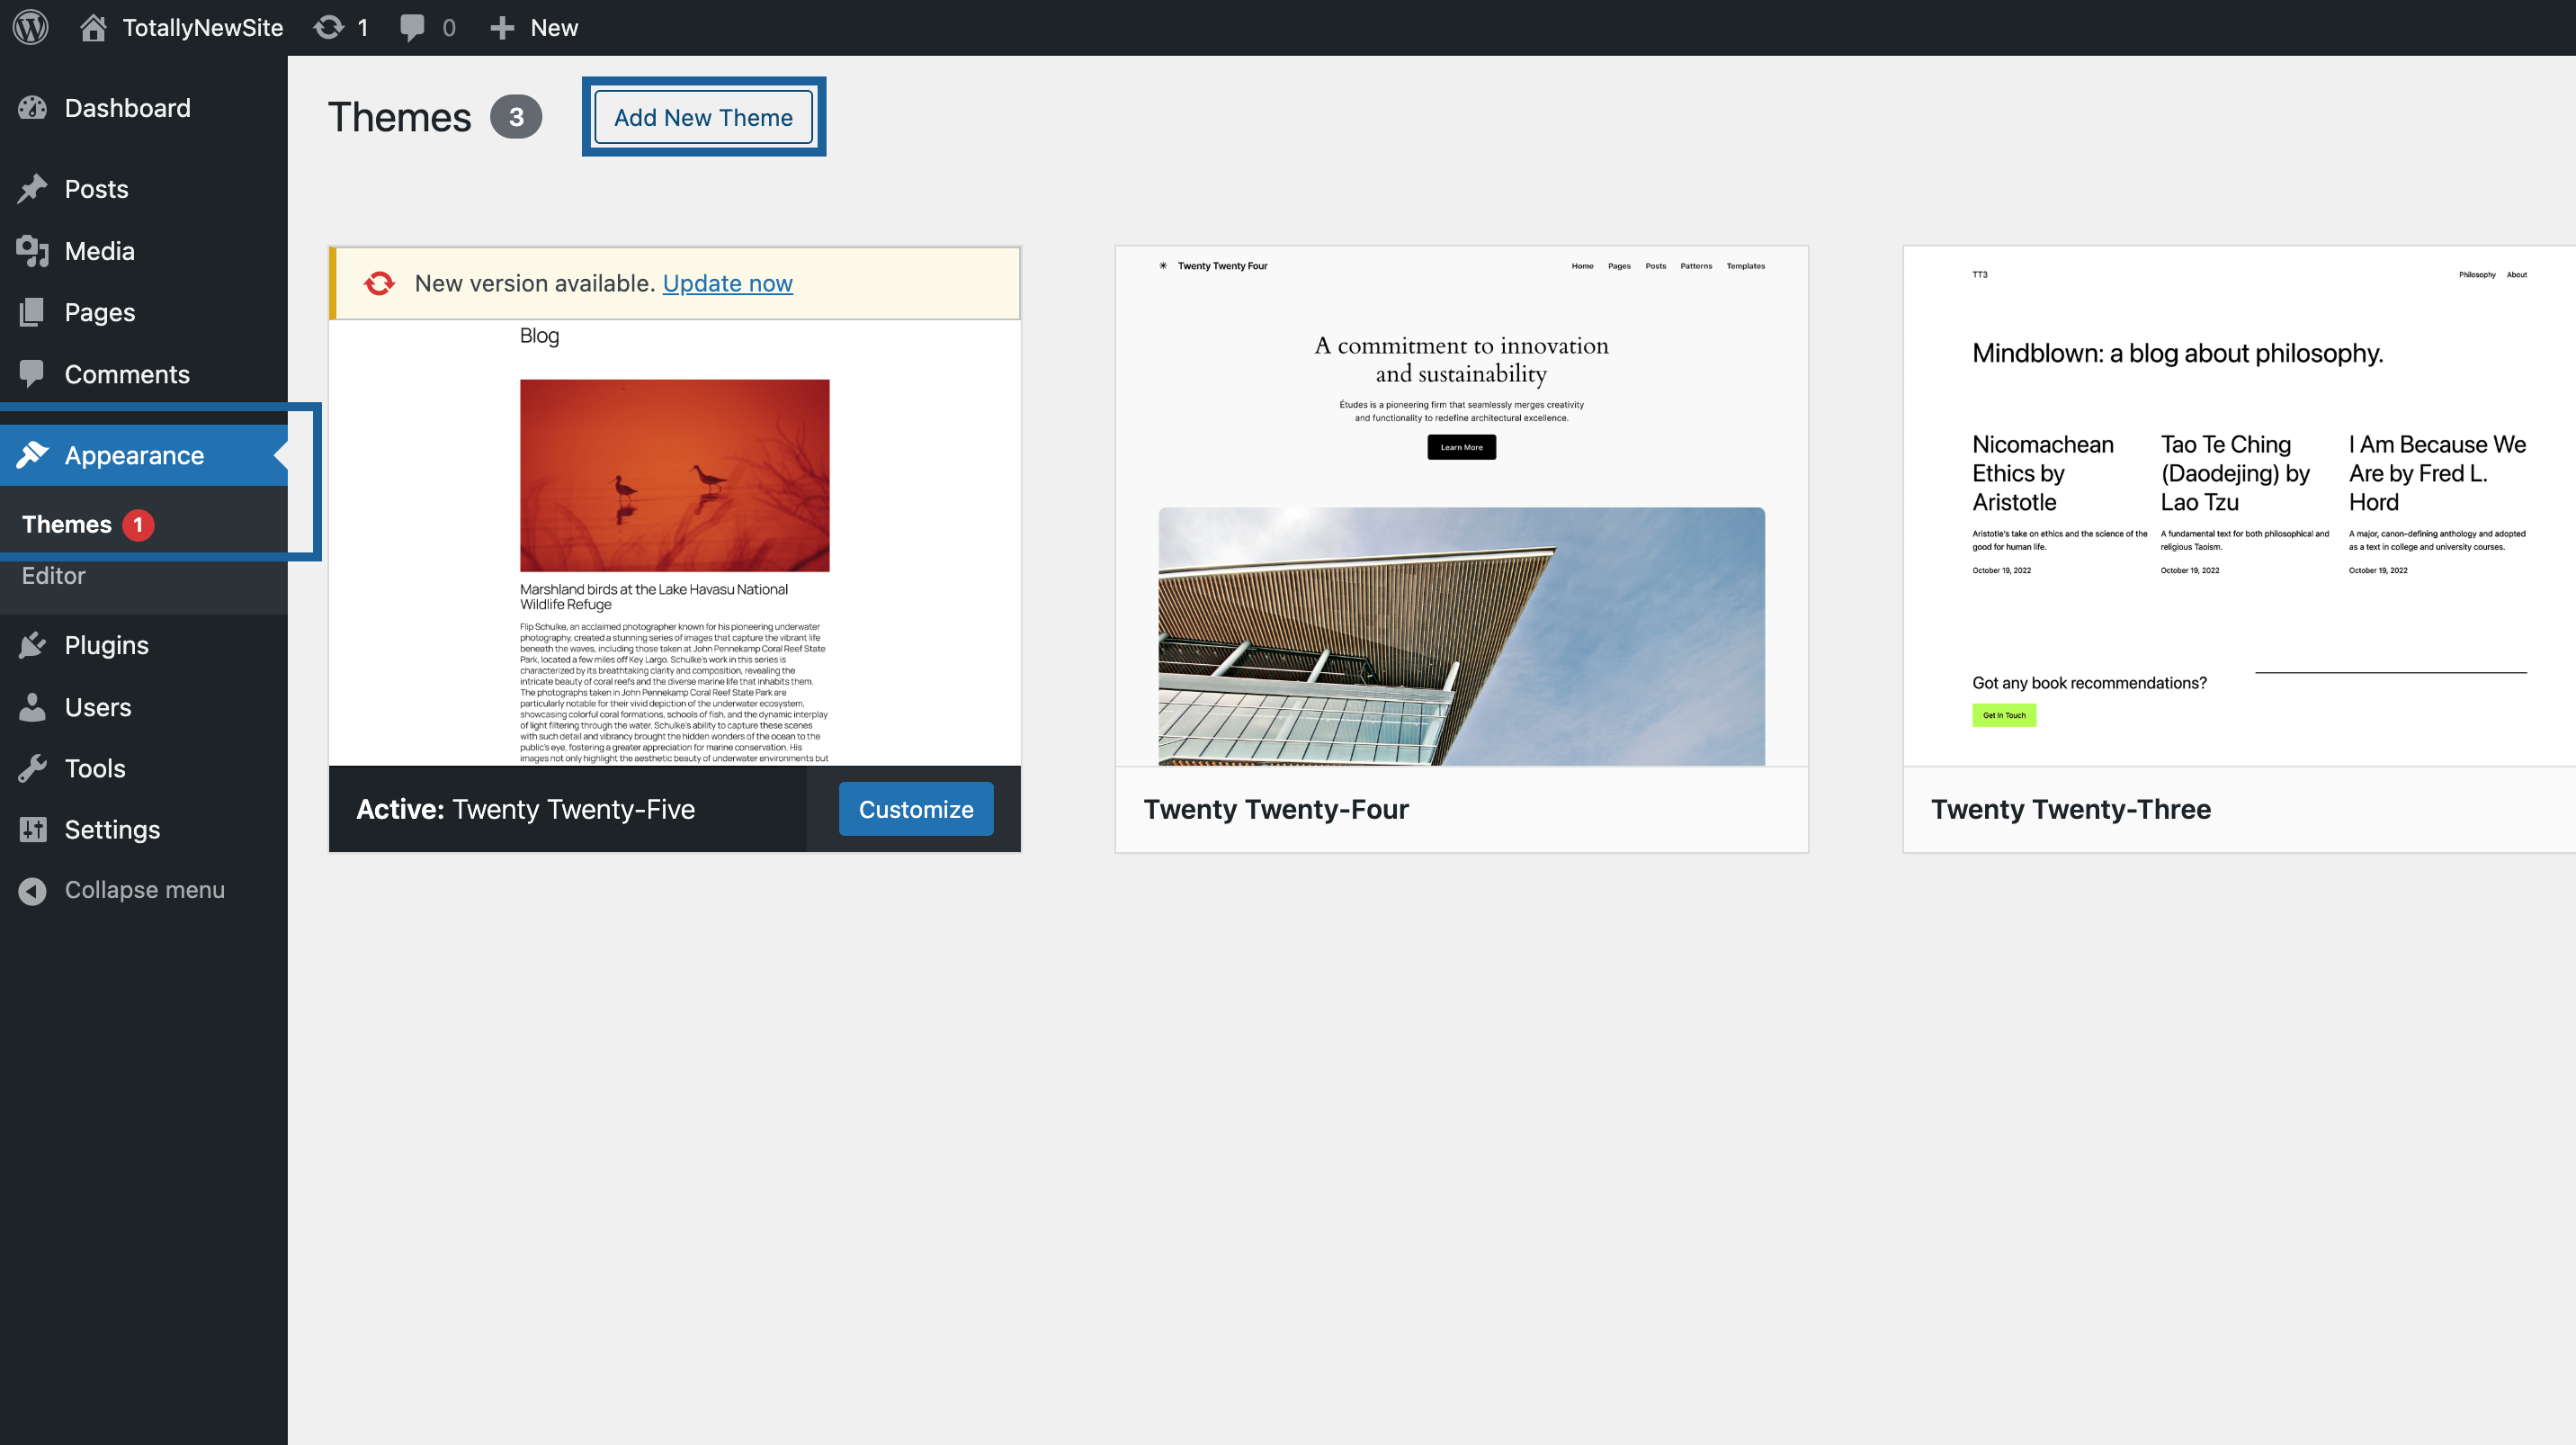 TotallyNewSite 1 0 New
Dashboard
Posts
Media
Pages
Comments
Appearance
Themes 1
Editor
Plugins
Users
Tools
Settings
Collapse menu
Themes 3 Add New Theme
New version available. Update now
Blog
Marshland birds at the Lake Havasu National
Wildlife Refuge
Flip Schulke, an acclaimed photographer known for his pioneering underwater
photography, created a stunning series of images that capture the vibrant life
beneath the waves, including those taken at John Pennekamp Coral Reef State
Park, located a few miles off Key Largo. Schulke's work in this series is
characterized by its breathtaking clarity and composition, revealing the
intricate beauty of coral reefs and the diverse marine life that inhabits them.
The photographs taken in John Pennekamp Coral Reef State Park are
particularly notable for their vivid depiction of the underwater ecosystem,
showcasing colorful coral formations, schools of fish, and the dynamic interplay
of light filtering through the water. Schulke's ability to capture these scenes
with such detail and vibrancy brought the hidden wonders of the ocean to the
public's eye, fostering a greater appreciation for marine conservation. His
images not only highlight the aesthetic beauty of underwater environments but
Active: Twenty Twenty-Five Customize
Twenty Twenty Four Home Pages Posts Patterns Templates
A commitment to innovation
and sustainability
Études is a pioneering firm that seamlessly merges creativity
and functionality to redefine architectural excellence.
Learn More
Twenty Twenty-Four
TT3 Philosophy About
Mindblown: a blog about philosophy.
Nicomachean
Ethics by
Aristotle
Aristotle's take on ethics and the science of the
good for human life.
October 19, 2022
Tao Te Ching
(Daodejing) by
Lao Tzu
A fundamental text for both philosophical and
religious Taoism.
October 19, 2022
I Am Because We
Are by Fred L.
Hord
A major, canon-defining anthology and adopted
as a text in college and university courses.
October 19, 2022
Got any book recommendations?
Get In Touch
Twenty Twenty-Three